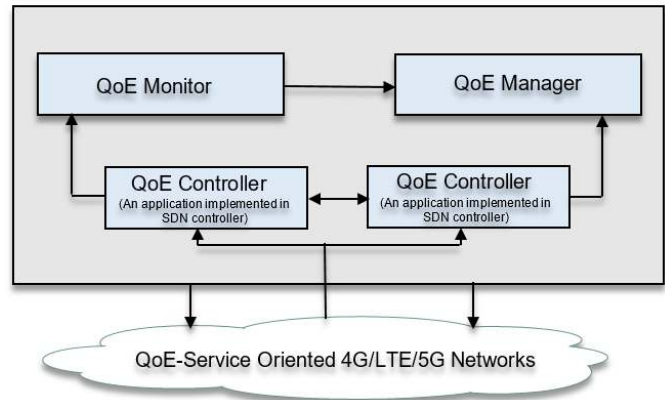 QoE Monitor
QoE Manager
QoE Controller
(An application implemented in
SDN controller)
QoE Controller
(An application implemented in
SDN controller)
QoE-Service Oriented 4G/LTE/5G Networks